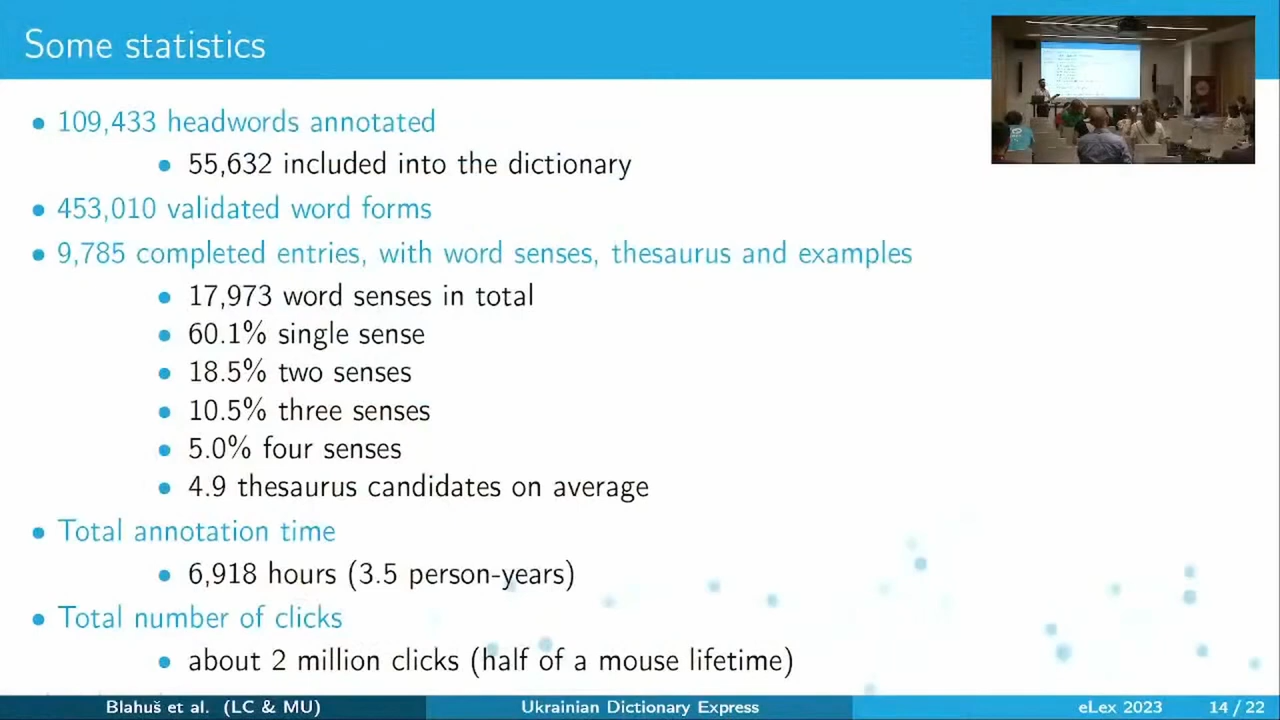 Some statistics
109,433 headwords annotated
55,632 included into the dictionary
453,010 validated word forms
9,785 completed entries, with word senses, thesaurus and examples
17,973 word senses in total
60.1% single sense
18.5% two senses
10.5% three senses
5.0% four senses
4.9 thesaurus candidates on average
Total annotation time
6,918 hours (3.5 person-years)
Total number of clicks
about 2 million clicks (half of a mouse lifetime)
Blahuš et al. (LC & MU)
Ukrainian Dictionary Express
eLex 2023
14 / 22